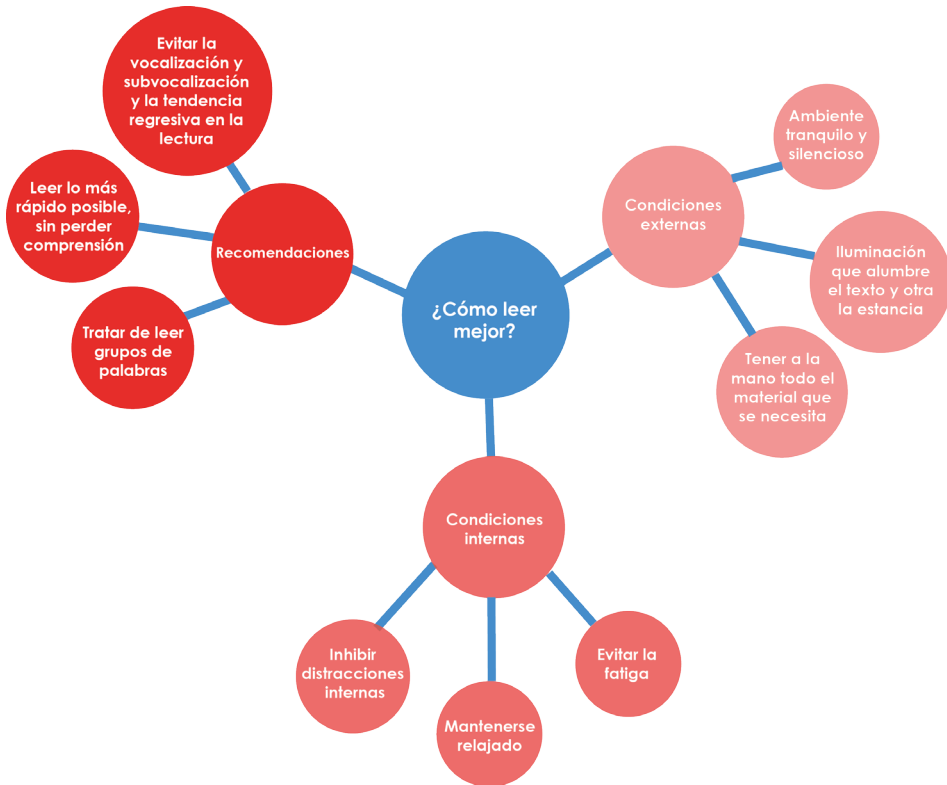 ¿Cómo leer
mejor?
Recomendaciones
Evitar la
vocalización y
subvocalización
y la tendencia
regresiva en la
lectura
Leer lo más
rápido posible,
sin perder
comprensión
Tratar de leer
grupos de
palabras
Condiciones
externas
Ambiente
tranquilo y
silencioso
Iluminación
que alumbre
el texto y otra
la estancia
Tener a la
mano todo el
material que
se necesita
Condiciones
internas
Inhibir
distracciones
internas
Mantenerse
relajado
Evitar la
fatiga